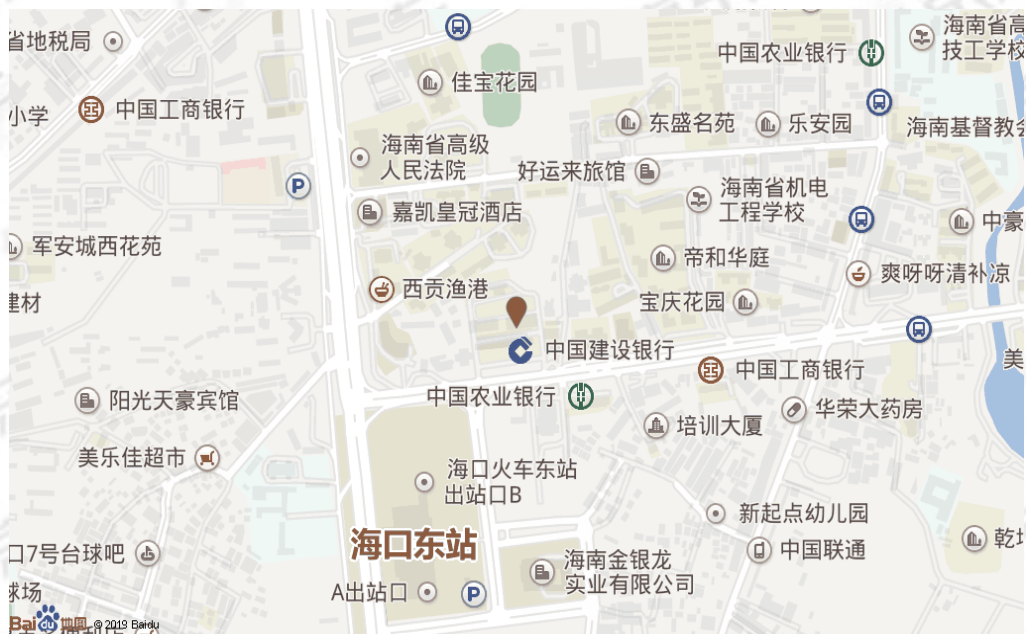 省地税局
海南省高
技工学校
中国农业银行
佳宝花园
小学
中国工商银行
东盛名苑
乐安园
海南基督教会
海南省高级
人民法院
P
好运来旅馆
海南省机电
工程学校
嘉凯皇冠酒店
中豪
军安城西花苑
帝和华庭
爽呀呀清补凉
西贡渔港
宝庆花园
建材
中国建设银行
美
中国工商银行
中国农业银行
阳光天豪宾馆
华荣大药房
培训大厦
美乐佳超市
海口火车东站
出站口B
新起点幼儿园
海口东站
乾坤
中国联通
口7号台球吧
海南金银龙
实业有限公司
球场
A出站口
P
Bai du 地图
© 2019 Baidu